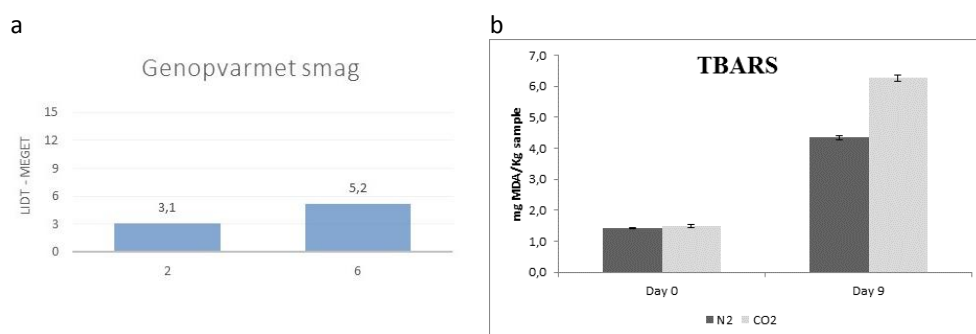 a
Genopvarmet smag
LIDT - MEGET
15
12
9
6
3
0
3,1
5,2
2
6
b
TBARS
mg MDA/Kg sample
7,0
6,0
5,0
4,0
3,0
2,0
1,0
0,0
Day 0
Day 9
N2
CO2